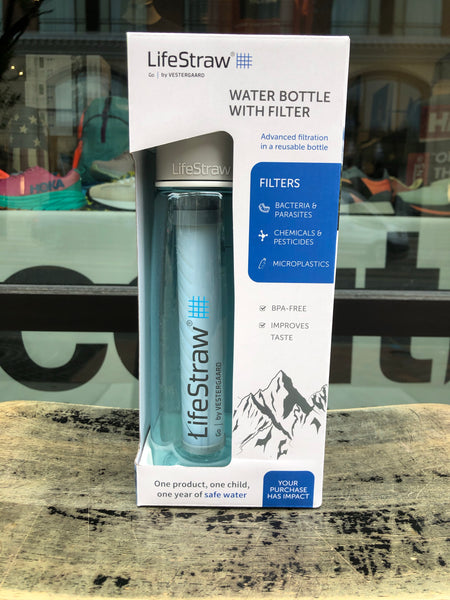 LifeStraw®
Go | by VESTERGAARD
WATER BOTTLE
WITH FILTER
Advanced filtration
in a reusable bottle
LifeStraw
FILTERS
BACTERIA &
PARASITES
CHEMICALS &
PESTICIDES
MICROPLASTICS
BPA-FREE
IMPROVES
TASTE
LifeStraw®
Go | by VESTERGAARD
One product, one child,
one year of safe water
YOUR
PURCHASE
HAS IMPACT
HOKA